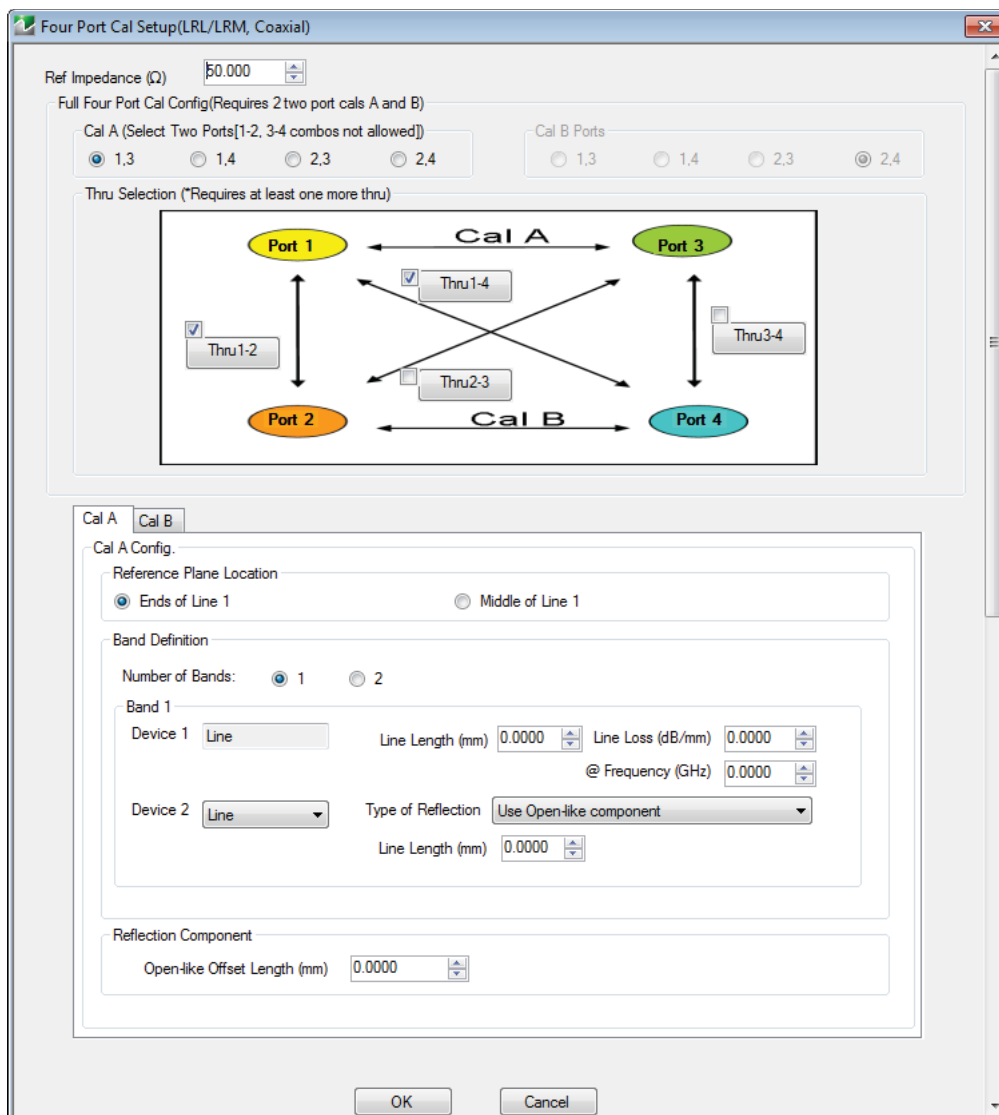 Four Port Cal Setup(LRL/LRM, Coaxial)
Ref Impedance (Ω) 50.000
Full Four Port Cal Config(Requires 2 two port cals A and B)
Cal A (Select Two Ports[1-2, 3-4 combos not allowed])
1,3 1,4 2,3 2,4
Cal B Ports
1,3 1,4 2,3 2,4
Thru Selection (*Requires at least one more thru)
Port 1 Cal A Port 3
Thru1-4
Thru1-2 Thru3-4
Thru2-3
Port 2 Cal B Port 4
Cal A Cal B
Cal A Config.
Reference Plane Location
Ends of Line 1 Middle of Line 1
Band Definition
Number of Bands: 1 2
Band 1
Device 1 Line Line Length (mm) 0.0000 Line Loss (dB/mm) 0.0000
@ Frequency (GHz) 0.0000
Device 2 Line Type of Reflection Use Open-like component
Line Length (mm) 0.0000
Reflection Component
Open-like Offset Length (mm) 0.0000
OK Cancel